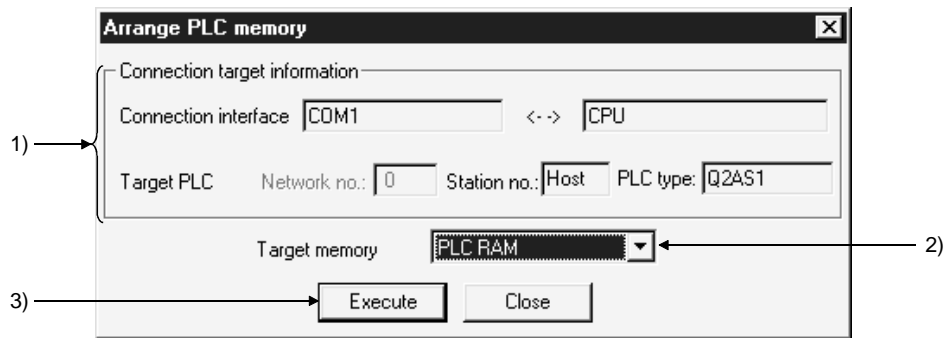 Arrange PLC memory
Connection target information
1) Connection interface COM1 <--> CPU
Target PLC Network no.: 0 Station no.: Host PLC type: Q2AS1
Target memory PLC RAM 2)
3) Execute Close